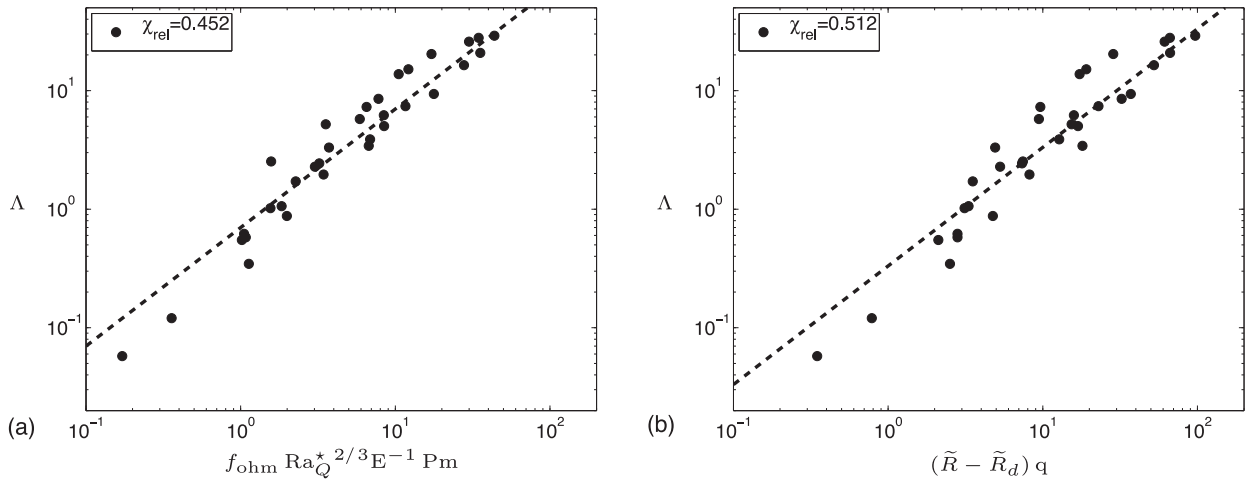 χrel=0.452
10¹
Λ
10⁰
10⁻¹
10⁻¹ 10⁰ 10¹ 10²
(a)
f_ohm Ra_Q^⋆ 2/3 E⁻¹ Pm
χrel=0.512
10¹
Λ
10⁰
10⁻¹
10⁻¹ 10⁰ 10¹ 10²
(b)
(R̃ − R̃_d) q